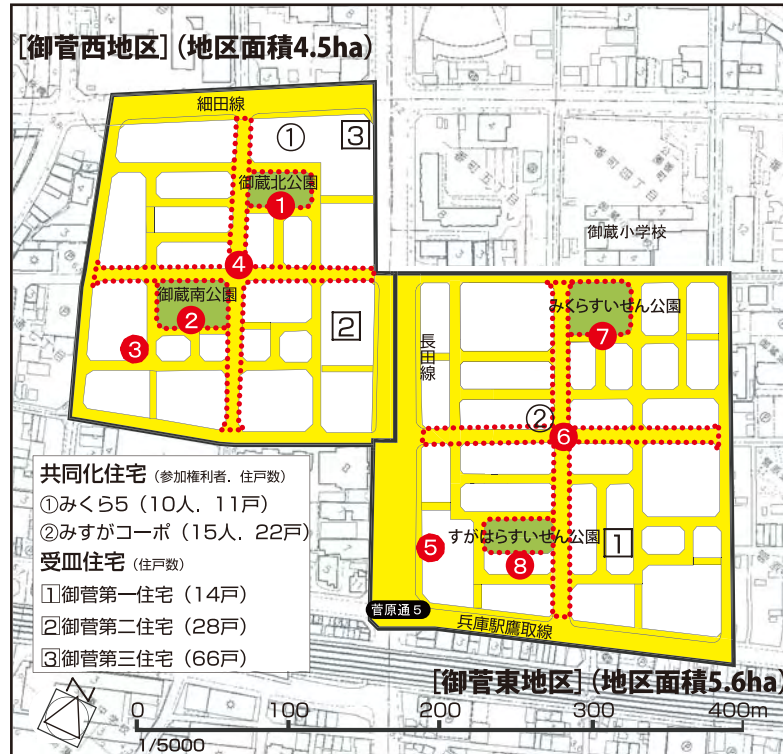 [御菅西地区](地区面積4.5ha)
細田線
① 3
御蔵北公園
1
4
御蔵南公園
2
3
2
御蔵小学校
みくらすいせん公園
7
長田線
②
6
5
すがはらすいせん公園
8
1
菅原通5
兵庫駅鷹取線
共同化住宅(参加権利者. 住戸数)
①みくら5(10人. 11戸)
②みすがコーポ(15人. 22戸)
受皿住宅(住戸数)
1御菅第一住宅(14戸)
2御菅第二住宅(28戸)
3御菅第三住宅(66戸)
[御菅東地区](地区面積5.6ha)
N
0 100 200 300 400m
1/5000